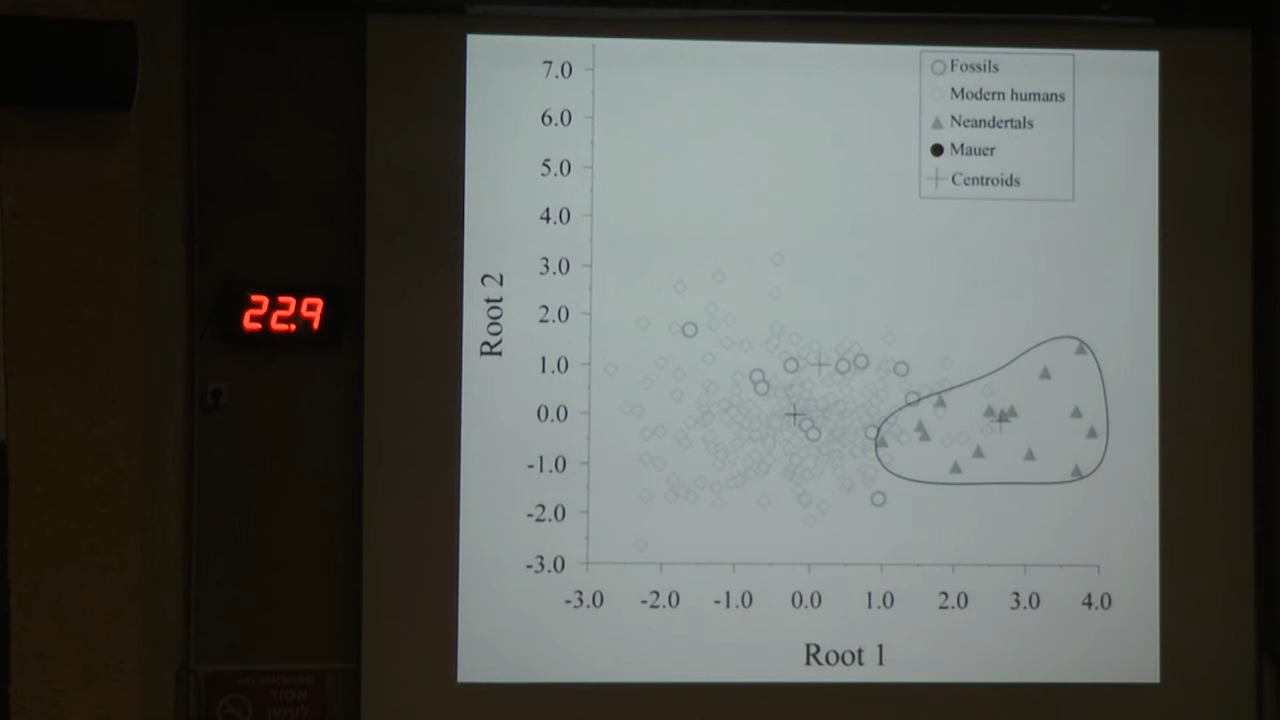 7.0
6.0
5.0
4.0
3.0
2.0
1.0
0.0
-1.0
-2.0
-3.0
Root 2
Fossils
Modern humans
Neandertals
Mauer
Centroids
-3.0 -2.0 -1.0 0.0 1.0 2.0 3.0 4.0
Root 1
22.9
אסור
לעשן